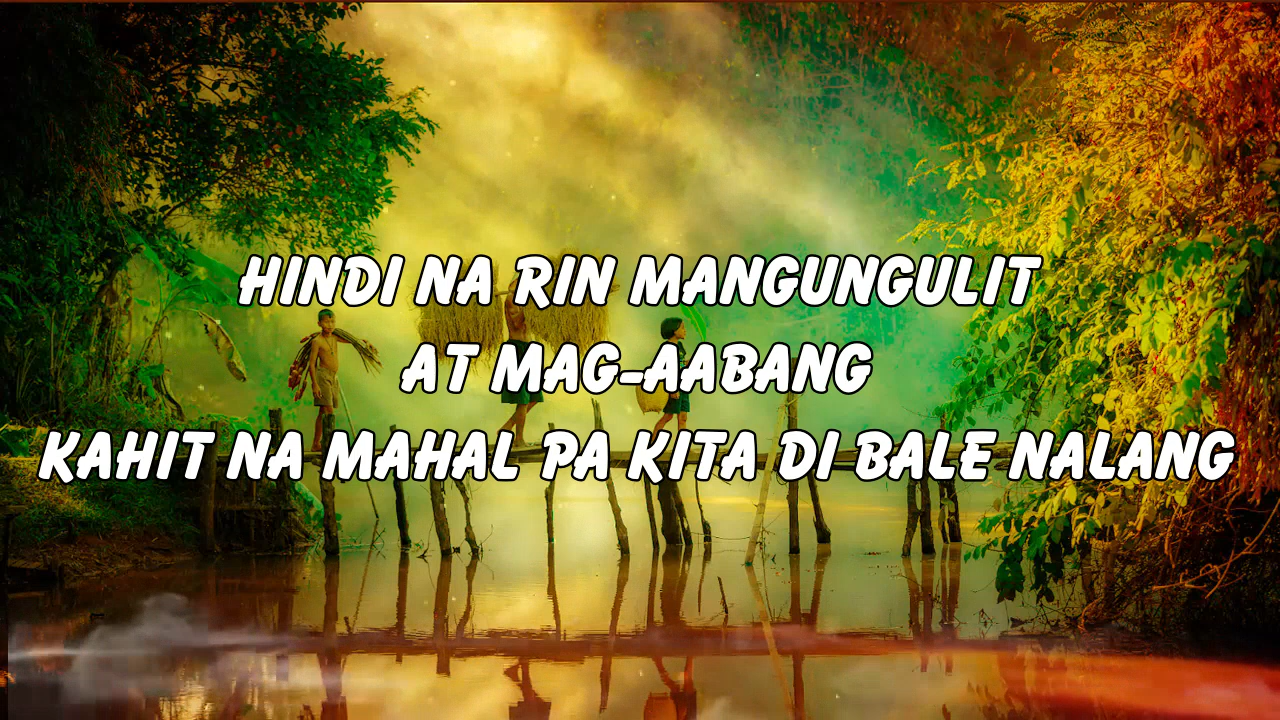 HINDI NA RIN MANGUNGULIT
AT MAG-AABANG
KAHIT NA MAHAL PA KITA DI BALE NALANG